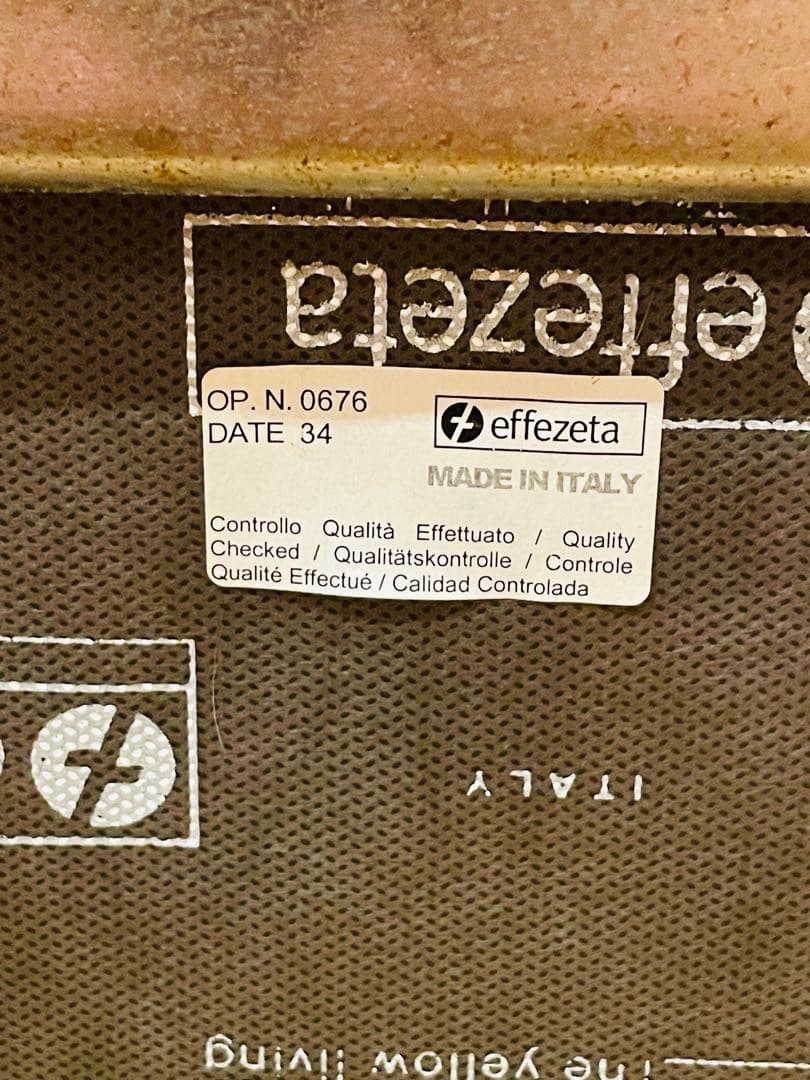 effezeta
OP. N. 0676
DATE 34
effezeta
MADE IN ITALY
Controllo Qualità Effettuato / Quality
Checked / Qualitätskontrolle / Controle
Qualité Effectué / Calidad Controlada
ITALY
The yellow living